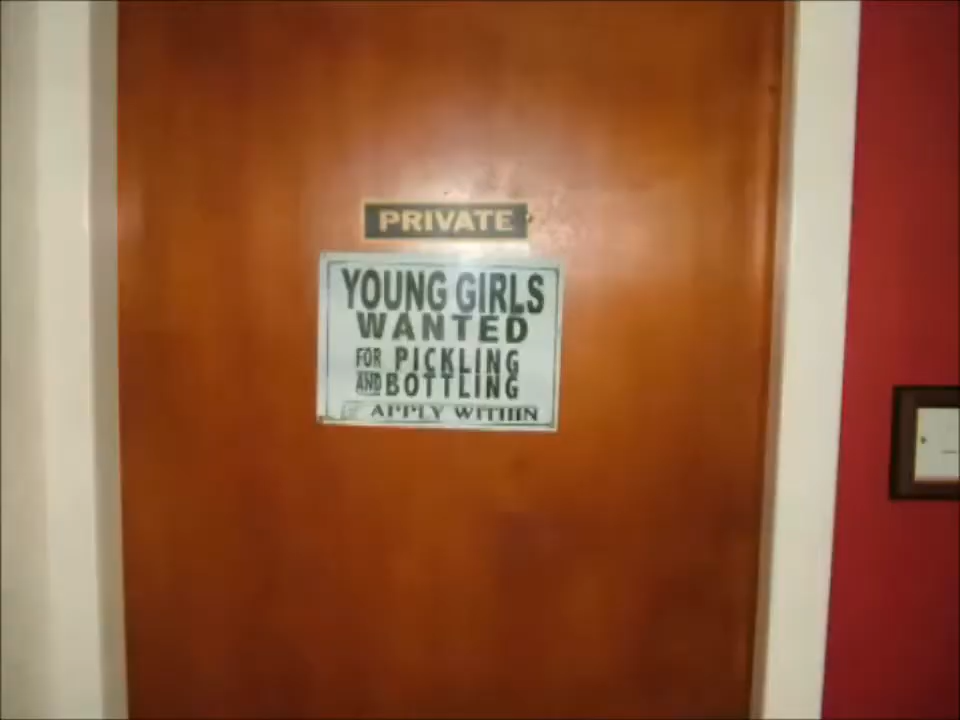 PRIVATE
YOUNG GIRLS
WANTED
FOR PICKLING
AND BOTTLING
APPLY WITHIN